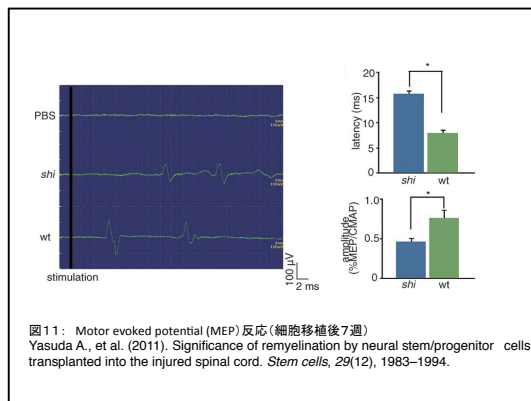 PBS
shi
wt
stimulation
100 μV
2 ms
20
15
10
5
0
latency (ms)
*
shi
wt
1.0
0.5
0
amplitude
(%MEP/CMAP)
*
shi
wt
図11： Motor evoked potential (MEP)反応(細胞移植後7週)
Yasuda A., et al. (2011). Significance of remyelination by neural stem/progenitor cells
transplanted into the injured spinal cord. Stem cells, 29(12), 1983–1994.